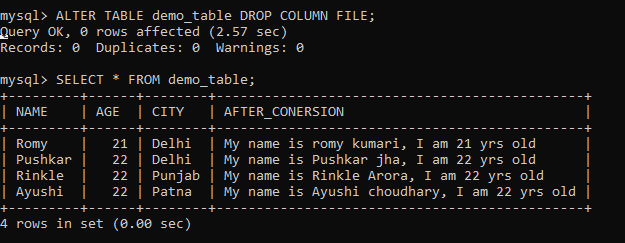 mysql> ALTER TABLE demo_table DROP COLUMN FILE;
Query OK, 0 rows affected (2.57 sec)
Records: 0  Duplicates: 0  Warnings: 0

mysql> SELECT * FROM demo_table;
+---------+------+--------+------------------------------------------------+
| NAME    | AGE  | CITY   | AFTER_CONERSION                                |
+---------+------+--------+------------------------------------------------+
| Romy    |   21 | Delhi  | My name is romy kumari, I am 21 yrs old        |
| Pushkar |   22 | Delhi  | My name is Pushkar jha, I am 22 yrs old        |
| Rinkle  |   22 | Punjab | My name is Rinkle Arora, I am 22 yrs old       |
| Ayushi  |   22 | Patna  | My name is Ayushi choudhary, I am 22 yrs old |
+---------+------+--------+------------------------------------------------+
4 rows in set (0.00 sec)